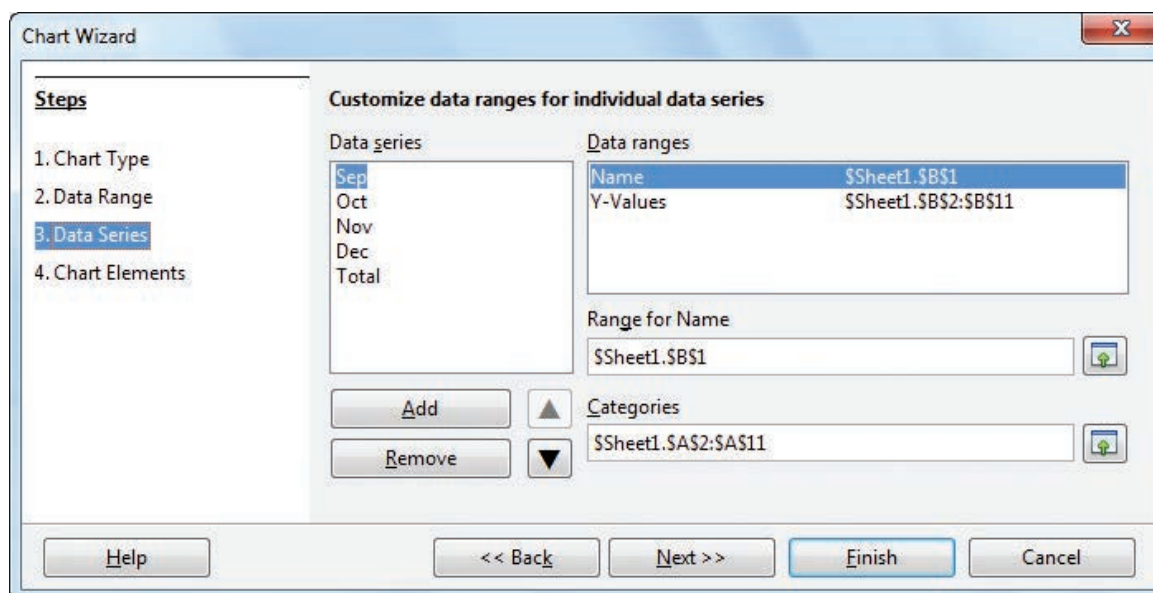 Chart Wizard
Steps
1. Chart Type
2. Data Range
3. Data Series
4. Chart Elements
Customize data ranges for individual data series
Data series
Sep
Oct
Nov
Dec
Total
Add
Remove
Data ranges
Name $Sheet1.$B$1
Y-Values $Sheet1.$B$2:$B$11
Range for Name
$Sheet1.$B$1
Categories
$Sheet1.$A$2:$A$11
Help
<< Back
Next >>
Finish
Cancel